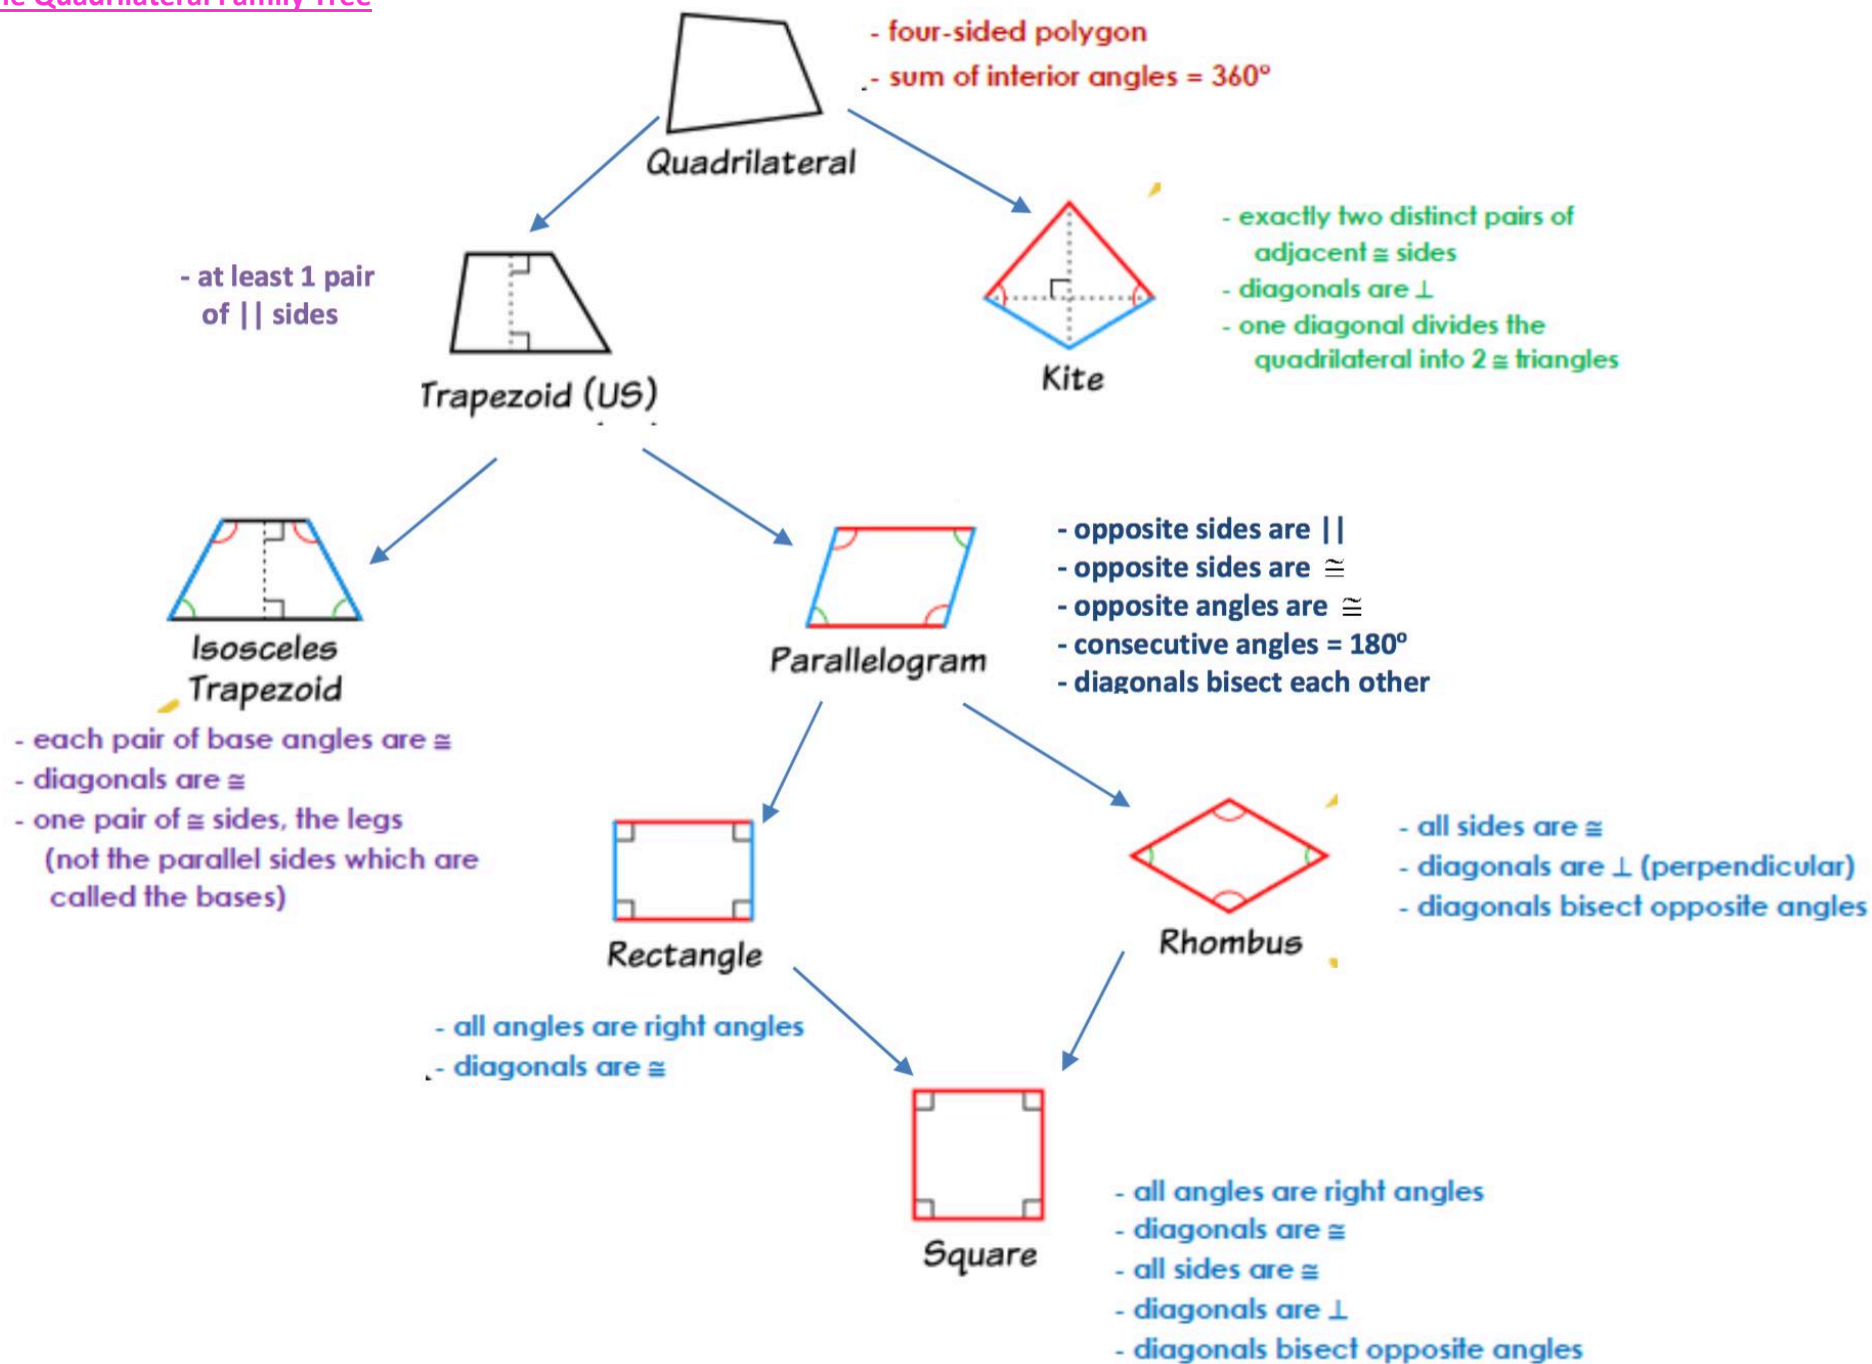 Quadrilateral Family Tree
- four-sided polygon
- sum of interior angles = 360°
Quadrilateral
- at least 1 pair
of || sides
Trapezoid (US)
- exactly two distinct pairs of
adjacent ≅ sides
- diagonals are ⊥
- one diagonal divides the
quadrilateral into 2 ≅ triangles
Kite
Isosceles
Trapezoid
- each pair of base angles are ≅
- diagonals are ≅
- one pair of ≅ sides, the legs
(not the parallel sides which are
called the bases)
Parallelogram
- opposite sides are ||
- opposite sides are ≅
- opposite angles are ≅
- consecutive angles = 180º
- diagonals bisect each other
Rectangle
- all angles are right angles
- diagonals are ≅
Rhombus
- all sides are ≅
- diagonals are ⊥ (perpendicular)
- diagonals bisect opposite angles
Square
- all angles are right angles
- diagonals are ≅
- all sides are ≅
- diagonals are ⊥
- diagonals bisect opposite angles